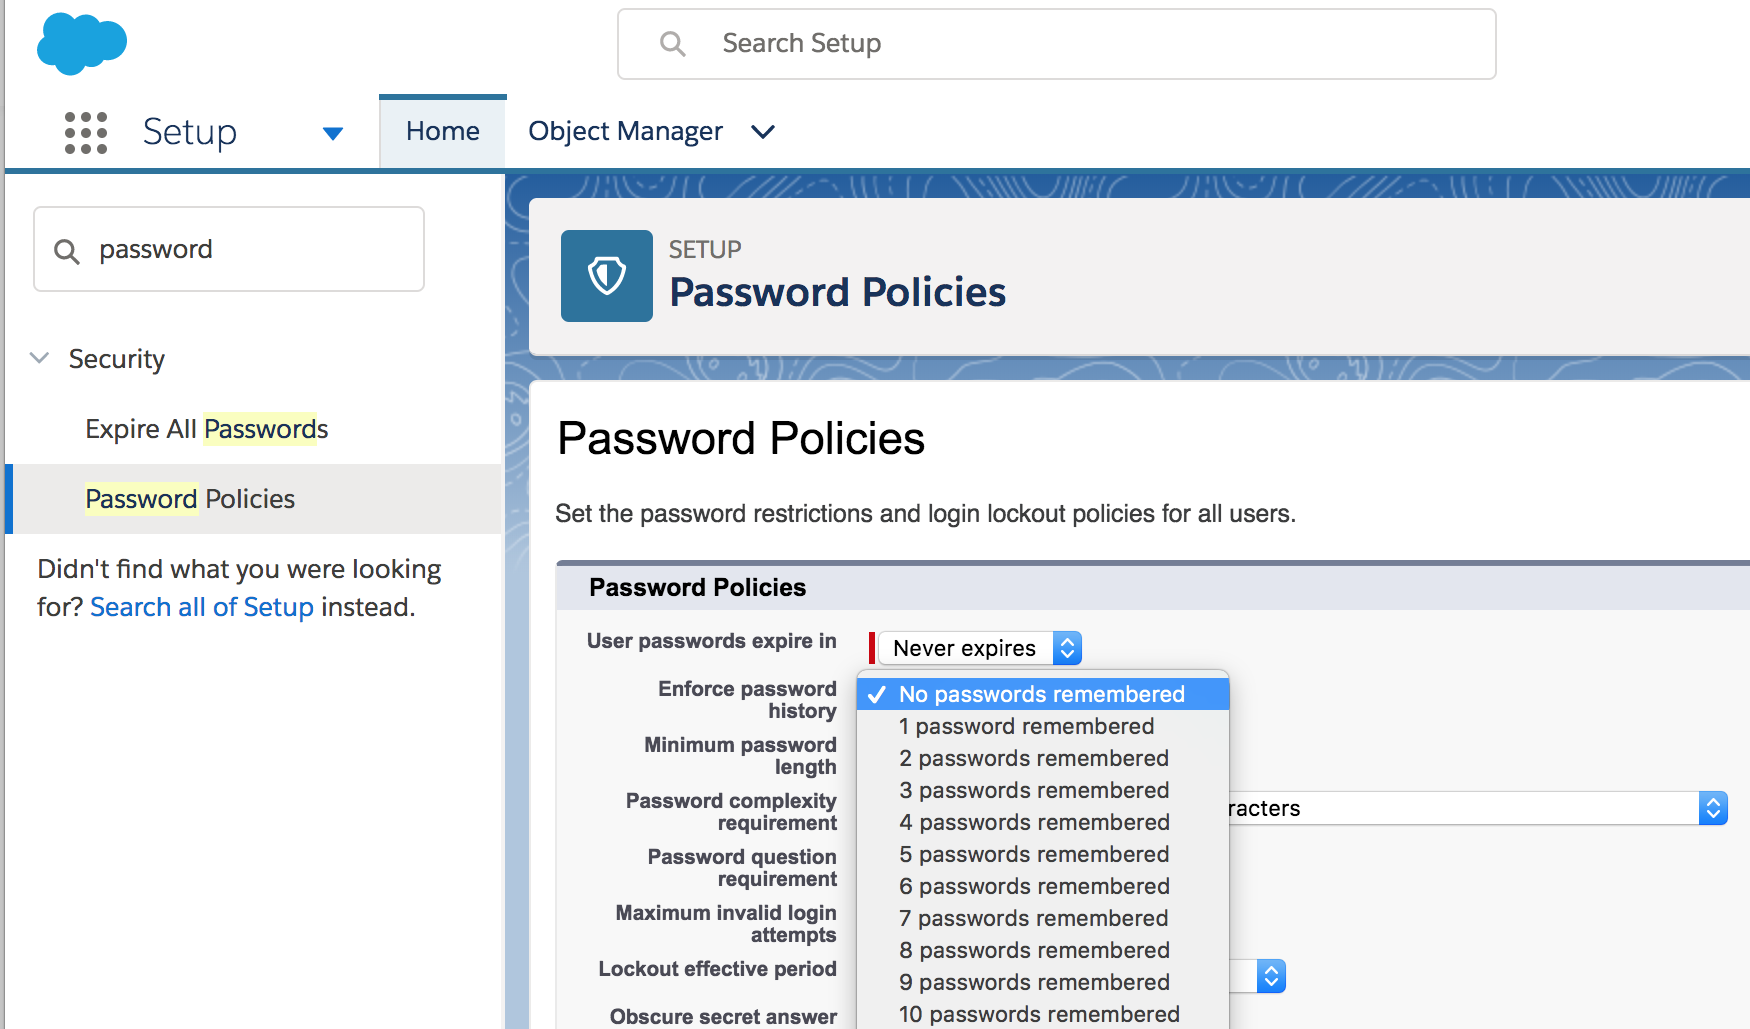 Search Setup
Setup
Home
Object Manager
password
Security
Expire All Passwords
Password Policies
Didn't find what you were looking
for? Search all of Setup instead.
SETUP
Password Policies
Password Policies
Set the password restrictions and login lockout policies for all users.
Password Policies
User passwords expire in
Never expires
Enforce password
history
No passwords remembered
1 password remembered
2 passwords remembered
3 passwords remembered
4 passwords remembered
5 passwords remembered
6 passwords remembered
7 passwords remembered
8 passwords remembered
9 passwords remembered
10 passwords remembered
Minimum password
length
Password complexity
requirement
racters
Password question
requirement
Maximum invalid login
attempts
Lockout effective period
Obscure secret answer